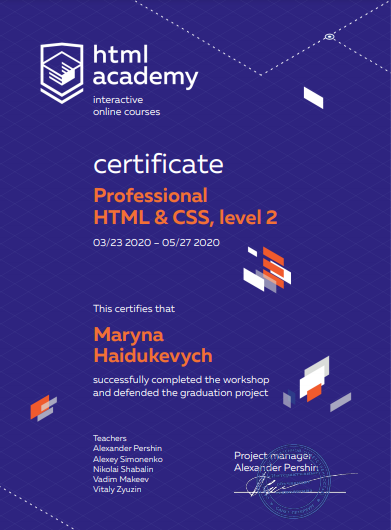 html
academy
interactive
online courses
certificate
Professional
HTML & CSS, level 2
03/23 2020 – 05/27 2020
This certifies that
Maryna
Haidukevych
successfully completed the workshop
and defended the graduation project
Teachers
Alexander Pershin
Alexey Simonenko
Nikolai Shabalin
Vadim Makeev
Vitaly Zyuzin
Project manager
Alexander Pershin